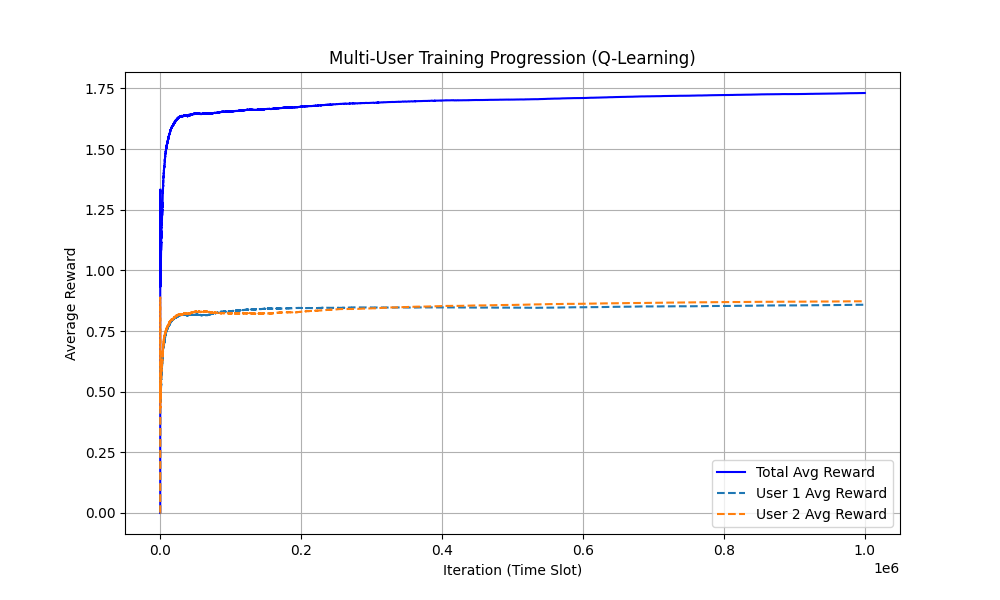 Multi-User Training Progression (Q-Learning)
Average Reward
1.75
1.50
1.25
1.00
0.75
0.50
0.25
0.00
Total Avg Reward
User 1 Avg Reward
User 2 Avg Reward
0.0 0.2 0.4 0.6 0.8 1.0
1e6
Iteration (Time Slot)